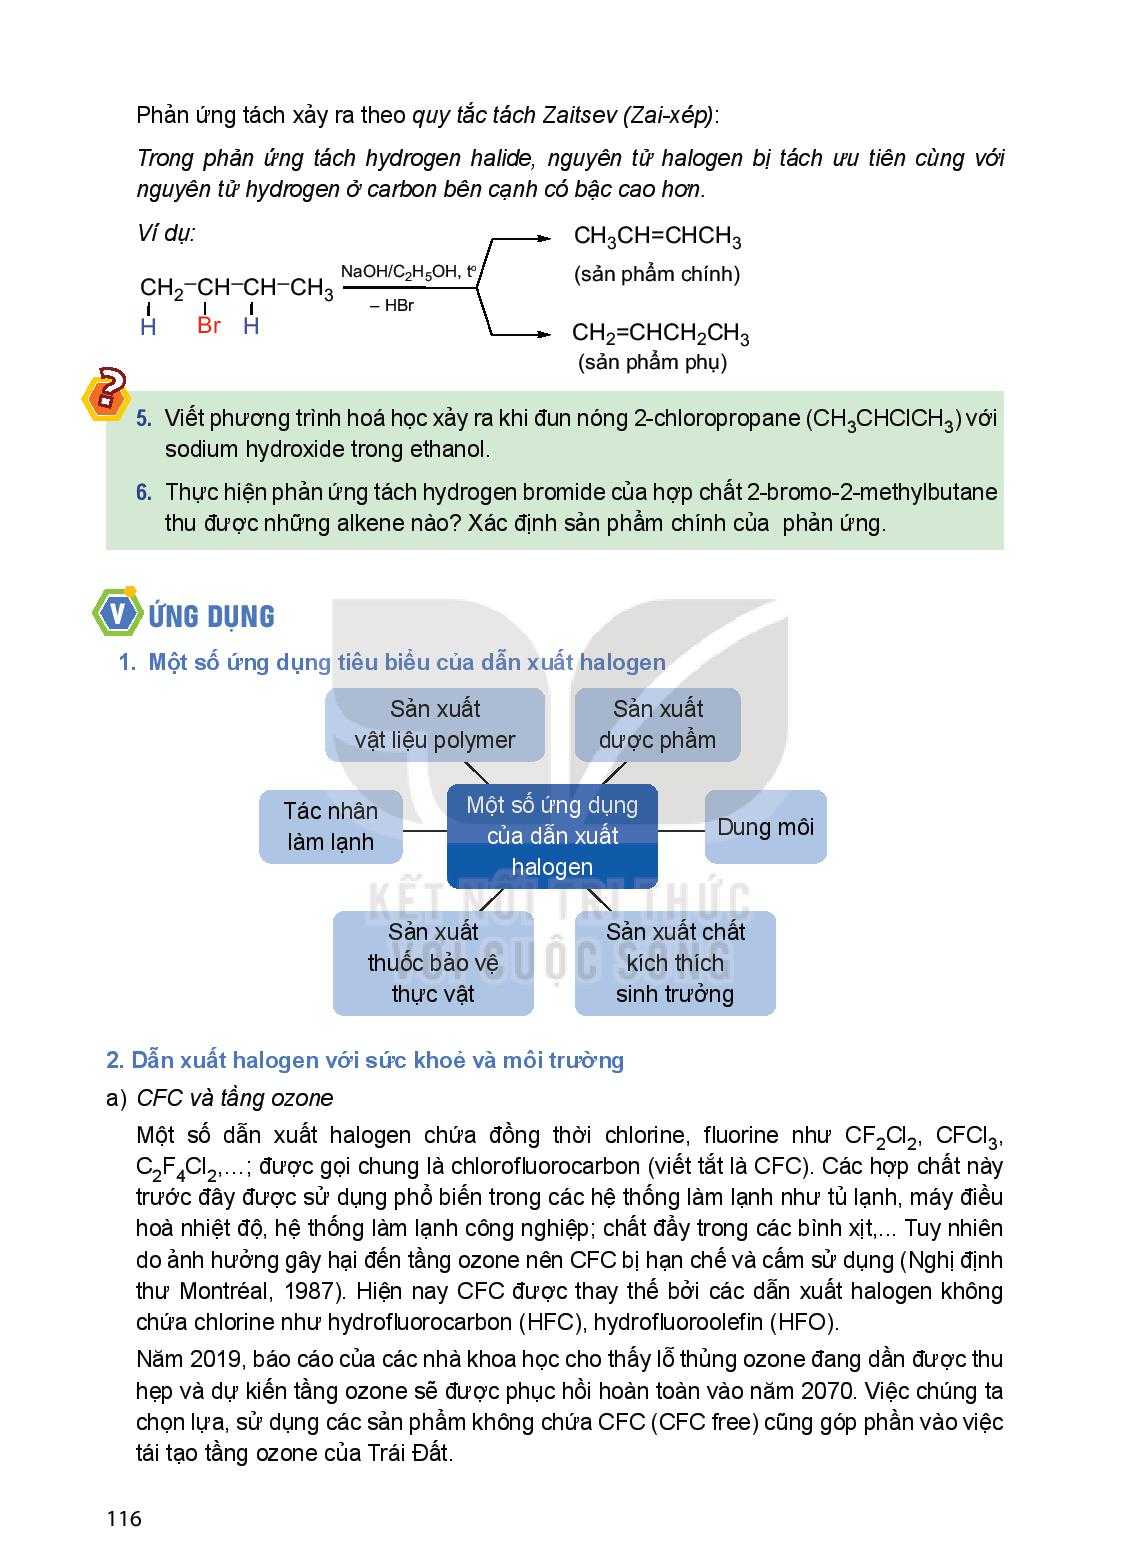 Phản ứng tách xảy ra theo quy tắc tách Zaitsev (Zai-xép):
Trong phản ứng tách hydrogen halide, nguyên tử halogen bị tách ưu tiên cùng với
nguyên tử hydrogen ở carbon bên cạnh có bậc cao hơn.
Ví dụ:
CH₃CH=CHCH₃
(sản phẩm chính)
NaOH/C₂H₅OH, tº
CH₂–CH–CH–CH₃
– HBr
H Br H
CH₂=CHCH₂CH₃
(sản phẩm phụ)
?
5. Viết phương trình hoá học xảy ra khi đun nóng 2-chloropropane (CH₃CHClCH₃) với
sodium hydroxide trong ethanol.
6. Thực hiện phản ứng tách hydrogen bromide của hợp chất 2-bromo-2-methylbutane
thu được những alkene nào? Xác định sản phẩm chính của phản ứng.
V ỨNG DỤNG
1. Một số ứng dụng tiêu biểu của dẫn xuất halogen
Sản xuất
vật liệu polymer
Sản xuất
dược phẩm
Tác nhân
làm lạnh
Một số ứng dụng
của dẫn xuất
halogen
Dung môi
KẾT NỐI TRI THỨC
VỚI CUỘC SỐNG
Sản xuất
thuốc bảo vệ
thực vật
Sản xuất chất
kích thích
sinh trưởng
2. Dẫn xuất halogen với sức khoẻ và môi trường
a) CFC và tầng ozone
Một số dẫn xuất halogen chứa đồng thời chlorine, fluorine như CF₂Cl₂, CFCl₃,
C₂F₄Cl₂,...; được gọi chung là chlorofluorocarbon (viết tắt là CFC). Các hợp chất này
trước đây được sử dụng phổ biến trong các hệ thống làm lạnh như tủ lạnh, máy điều
hoà nhiệt độ, hệ thống làm lạnh công nghiệp; chất đẩy trong các bình xịt,... Tuy nhiên
do ảnh hưởng gây hại đến tầng ozone nên CFC bị hạn chế và cấm sử dụng (Nghị định
thư Montréal, 1987). Hiện nay CFC được thay thế bởi các dẫn xuất halogen không
chứa chlorine như hydrofluorocarbon (HFC), hydrofluoroolefin (HFO).
Năm 2019, báo cáo của các nhà khoa học cho thấy lỗ thủng ozone đang dần được thu
hẹp và dự kiến tầng ozone sẽ được phục hồi hoàn toàn vào năm 2070. Việc chúng ta
chọn lựa, sử dụng các sản phẩm không chứa CFC (CFC free) cũng góp phần vào việc
tái tạo tầng ozone của Trái Đất.
116